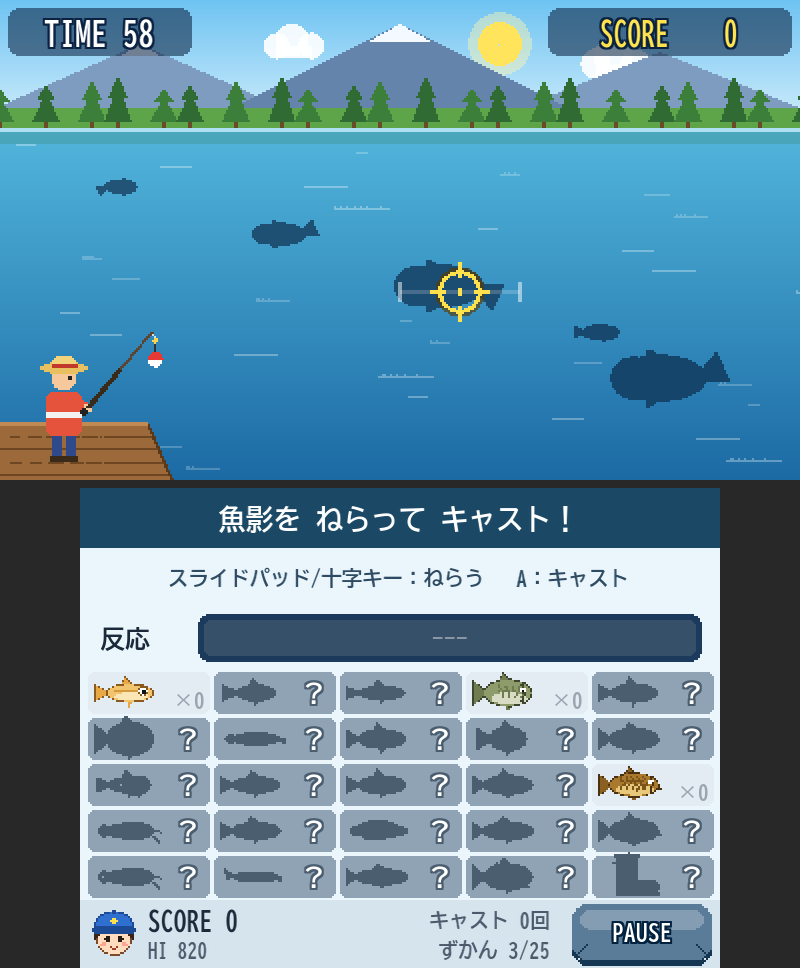 TIME 58
SCORE 0
魚影を ねらって キャスト！
スライドパッド/十字キー：ねらう A：キャスト
反応
---
×0 ? ? ×0 ?
? ? ? ? ?
? ? ? ? ×0
? ? ? ? ?
? ? ? ? ?
SCORE 0
HI 820
キャスト 0回
ずかん 3/25
PAUSE